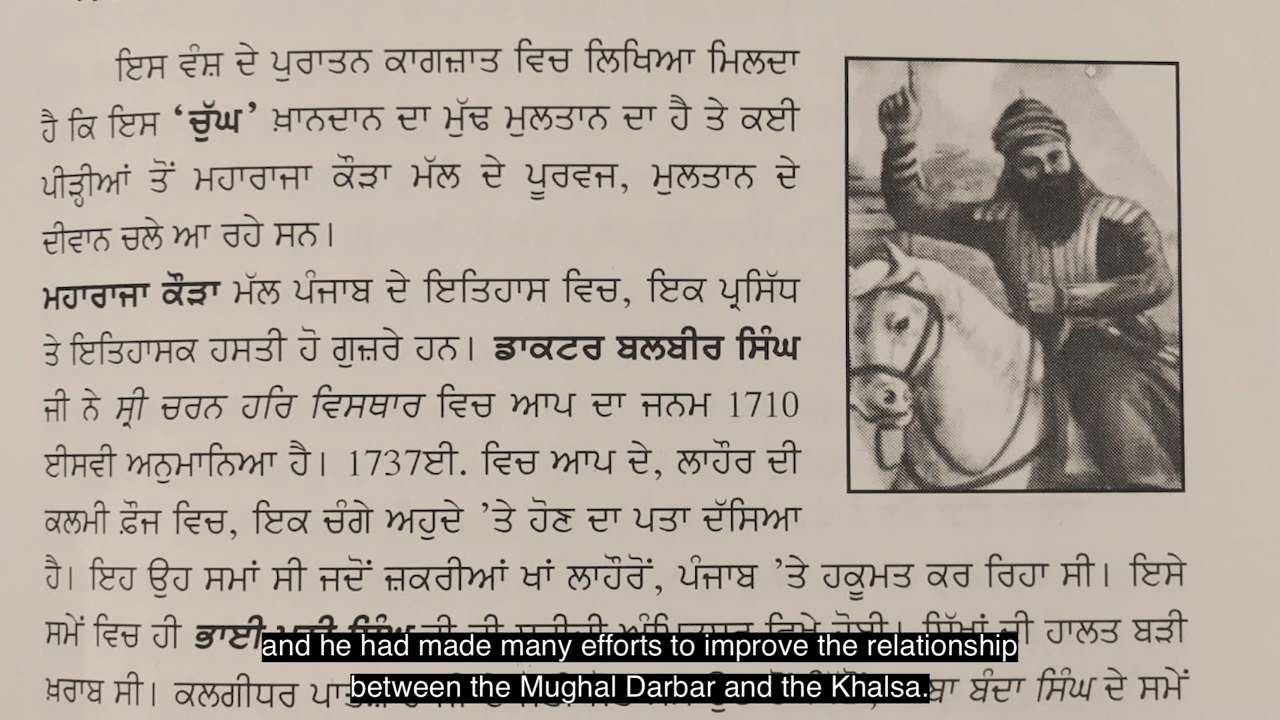 ਇਸ ਵੰਸ਼ ਦੇ ਪੁਰਾਤਨ ਕਾਗਜ਼ਾਤ ਵਿਚ ਲਿਖਿਆ ਮਿਲਦਾ
ਹੈ ਕਿ ਇਸ ‘ਚੁੱਘ’ ਖ਼ਾਨਦਾਨ ਦਾ ਮੁੱਢ ਮੁਲਤਾਨ ਦਾ ਹੈ ਤੇ ਕਈ
ਪੀੜ੍ਹੀਆਂ ਤੋਂ ਮਹਾਰਾਜਾ ਕੌੜਾ ਮੱਲ ਦੇ ਪੂਰਵਜ, ਮੁਲਤਾਨ ਦੇ
ਦੀਵਾਨ ਚਲੇ ਆ ਰਹੇ ਸਨ।
ਮਹਾਰਾਜਾ ਕੌੜਾ ਮੱਲ ਪੰਜਾਬ ਦੇ ਇਤਿਹਾਸ ਵਿਚ, ਇਕ ਪ੍ਰਸਿੱਧ
ਤੇ ਇਤਿਹਾਸਕ ਹਸਤੀ ਹੋ ਗੁਜ਼ਰੇ ਹਨ। ਡਾਕਟਰ ਬਲਬੀਰ ਸਿੰਘ
ਜੀ ਨੇ ਸ੍ਰੀ ਚਰਨ ਹਰਿ ਵਿਸਥਾਰ ਵਿਚ ਆਪ ਦਾ ਜਨਮ 1710
ਈਸਵੀ ਅਨੁਮਾਨਿਆ ਹੈ। 1737ਈ. ਵਿਚ ਆਪ ਦੇ, ਲਾਹੌਰ ਦੀ
ਕਲਮੀ ਫ਼ੌਜ ਵਿਚ, ਇਕ ਚੰਗੇ ਅਹੁਦੇ ’ਤੇ ਹੋਣ ਦਾ ਪਤਾ ਦੱਸਿਆ
ਹੈ। ਇਹ ਉਹ ਸਮਾਂ ਸੀ ਜਦੋਂ ਜ਼ਕਰੀਆਂ ਖਾਂ ਲਾਹੌਰੋਂ, ਪੰਜਾਬ ’ਤੇ ਹਕੂਮਤ ਕਰ ਰਿਹਾ ਸੀ। ਇਸੇ
ਸਮੇਂ ਵਿਚ ਹੀ ਭਾਈ ਹਾਲਤ ਬੜੀ
ਖ਼ਰਾਬ ਸੀ। ਕਲਗੀਧਰ ਬੰਦਾ ਸਿੰਘ ਦੇ ਸਮੇਂ
and he had made many efforts to improve the relationship
between the Mughal Darbar and the Khalsa.